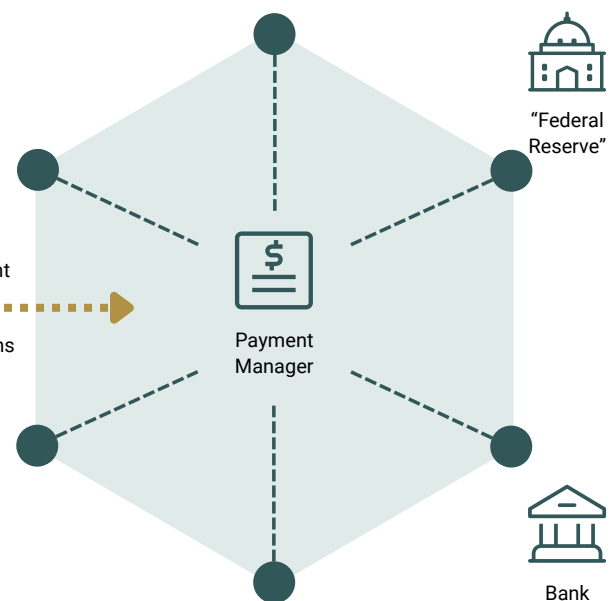 “Federal
Reserve”
$
Payment
Manager
Bank